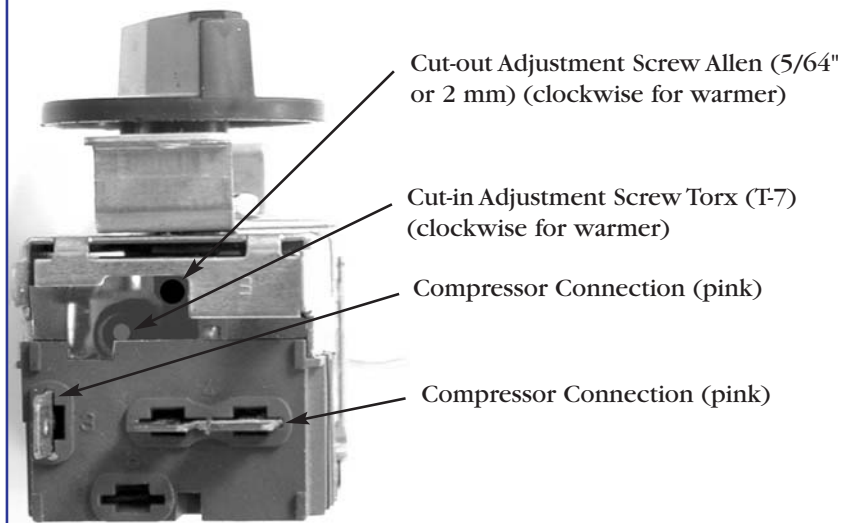 Cut-out Adjustment Screw Allen (5/64"
or 2 mm) (clockwise for warmer)
Cut-in Adjustment Screw Torx (T-7)
(clockwise for warmer)
Compressor Connection (pink)
Compressor Connection (pink)